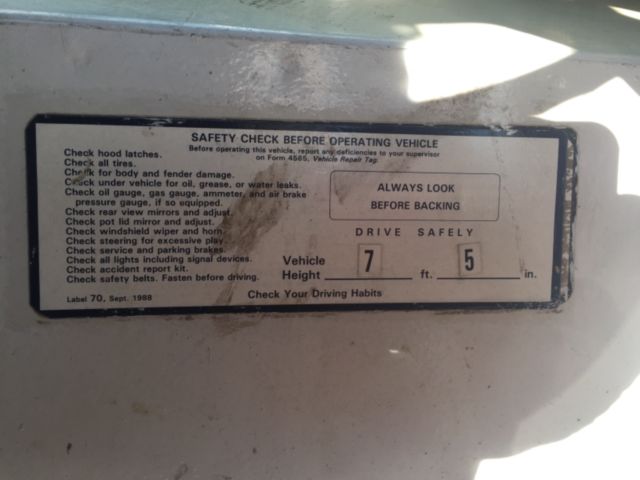 SAFETY CHECK BEFORE OPERATING VEHICLE
Before operating this vehicle, report any deficiencies to your supervisor
on Form 4565, Vehicle Repair Tag.
Check hood latches.
Check all tires.
Check for body and fender damage.
Check under vehicle for oil, grease, or water leaks.
Check oil gauge, gas gauge, ammeter, and air brake
pressure gauge, if so equipped.
Check rear view mirrors and adjust.
Check pot lid mirror and adjust.
Check windshield wiper and horn.
Check steering for excessive play.
Check service and parking brakes.
Check all lights including signal devices.
Check accident report kit.
Check safety belts. Fasten before driving.
Label 70, Sept. 1988
ALWAYS LOOK
BEFORE BACKING
DRIVE SAFELY
Vehicle
Height 7 ft. 5 in.
Check Your Driving Habits